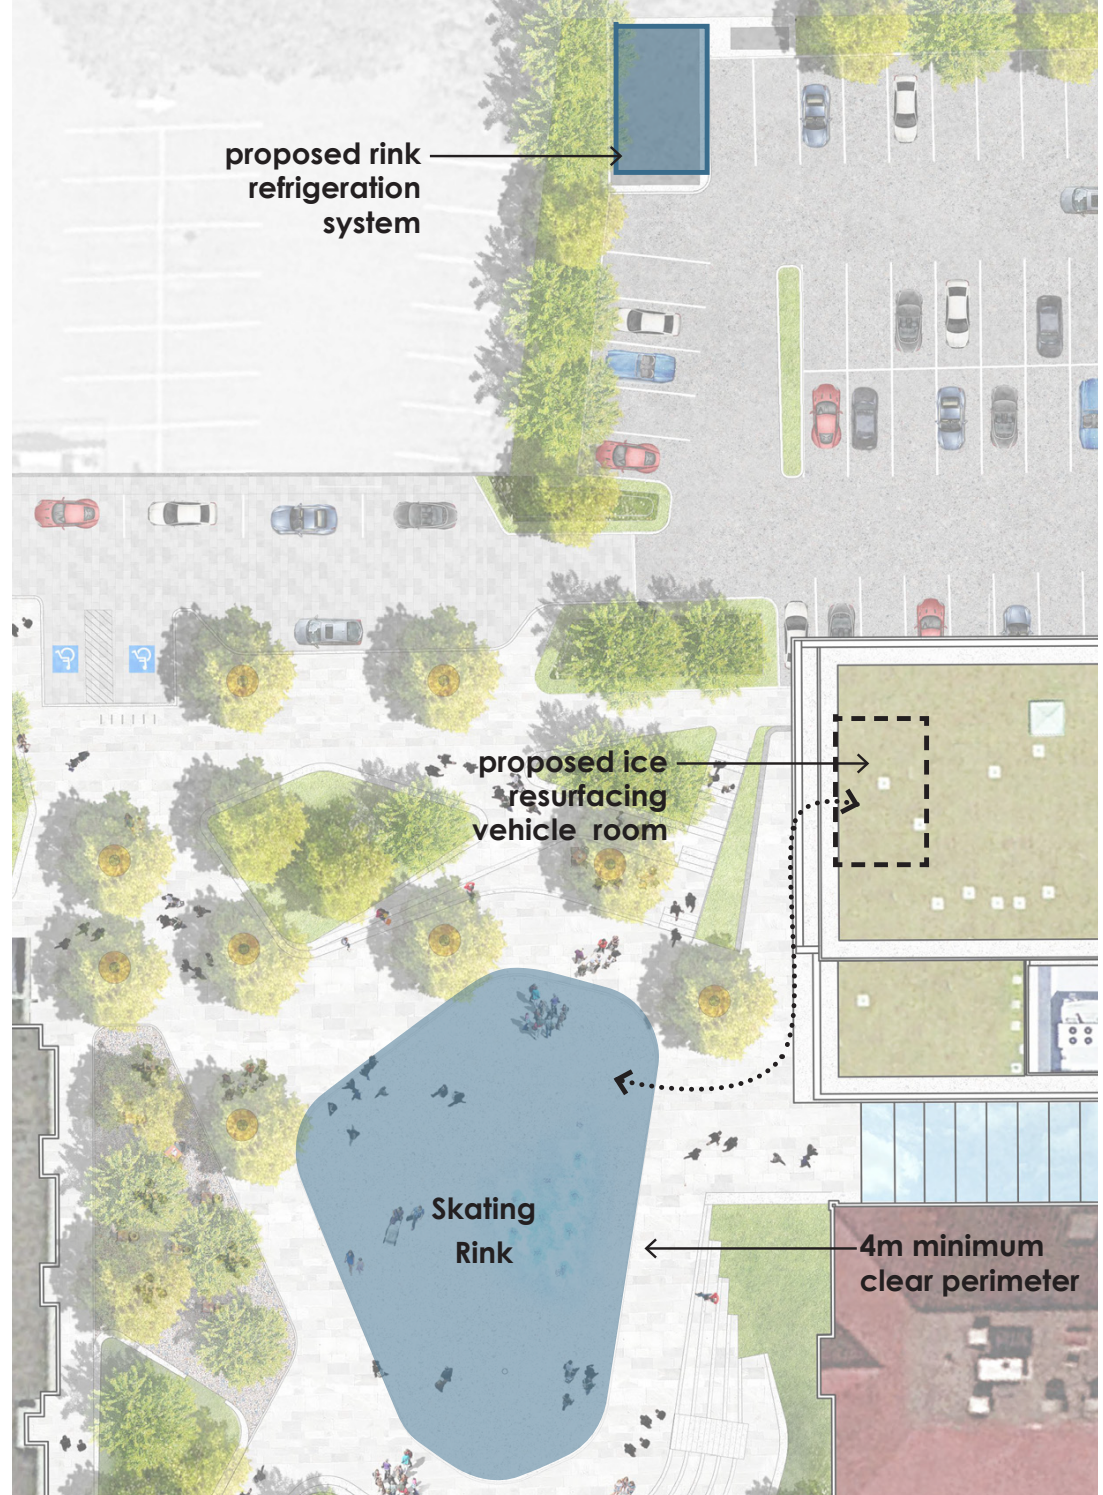 proposed rink
refrigeration
system
proposed ice
resurfacing
vehicle room
Skating
Rink
4m minimum
clear perimeter